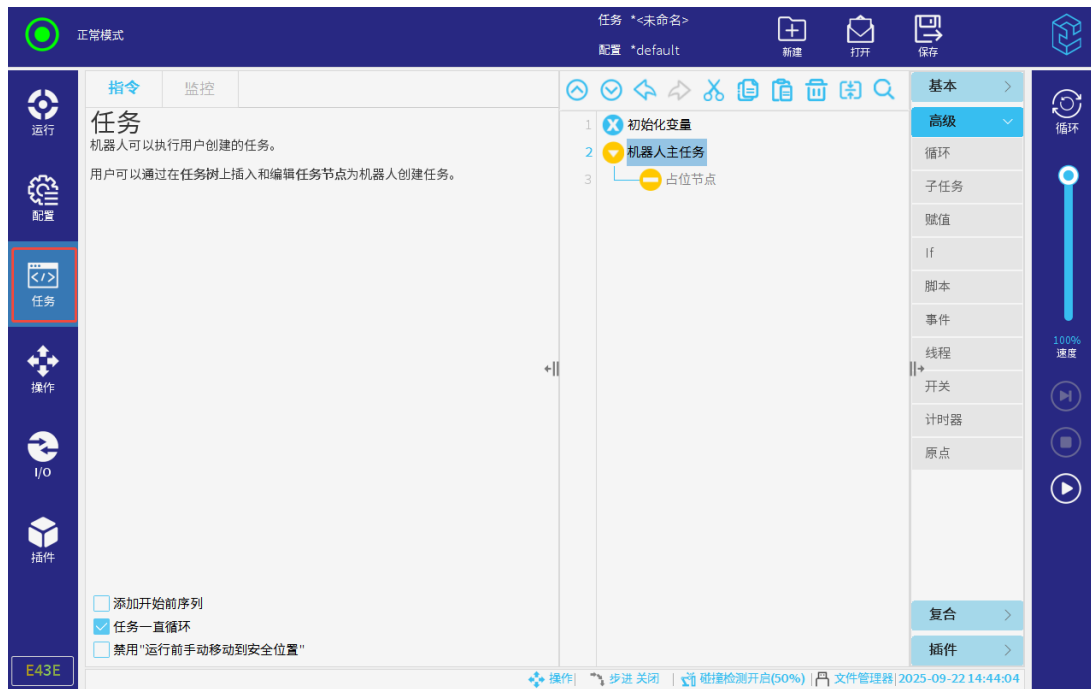 正常模式
任务 *<未命名>
配置 *default
新建
打开
保存
运行
配置
任务
操作
I/O
插件
E43E
指令
监控
任务
机器人可以执行用户创建的任务。
用户可以通过在任务树上插入和编辑任务节点为机器人创建任务。
添加开始前序列
任务一直循环
禁用"运行前手动移动到安全位置"
1 初始化变量
2 机器人主任务
3 占位节点
基本
高级
循环
子任务
赋值
If
脚本
事件
线程
开关
计时器
原点
复合
插件
循环
100%
速度
操作| 步进 关闭 | 碰撞检测开启(50%) | 文件管理器| 2025-09-22 14:44:04